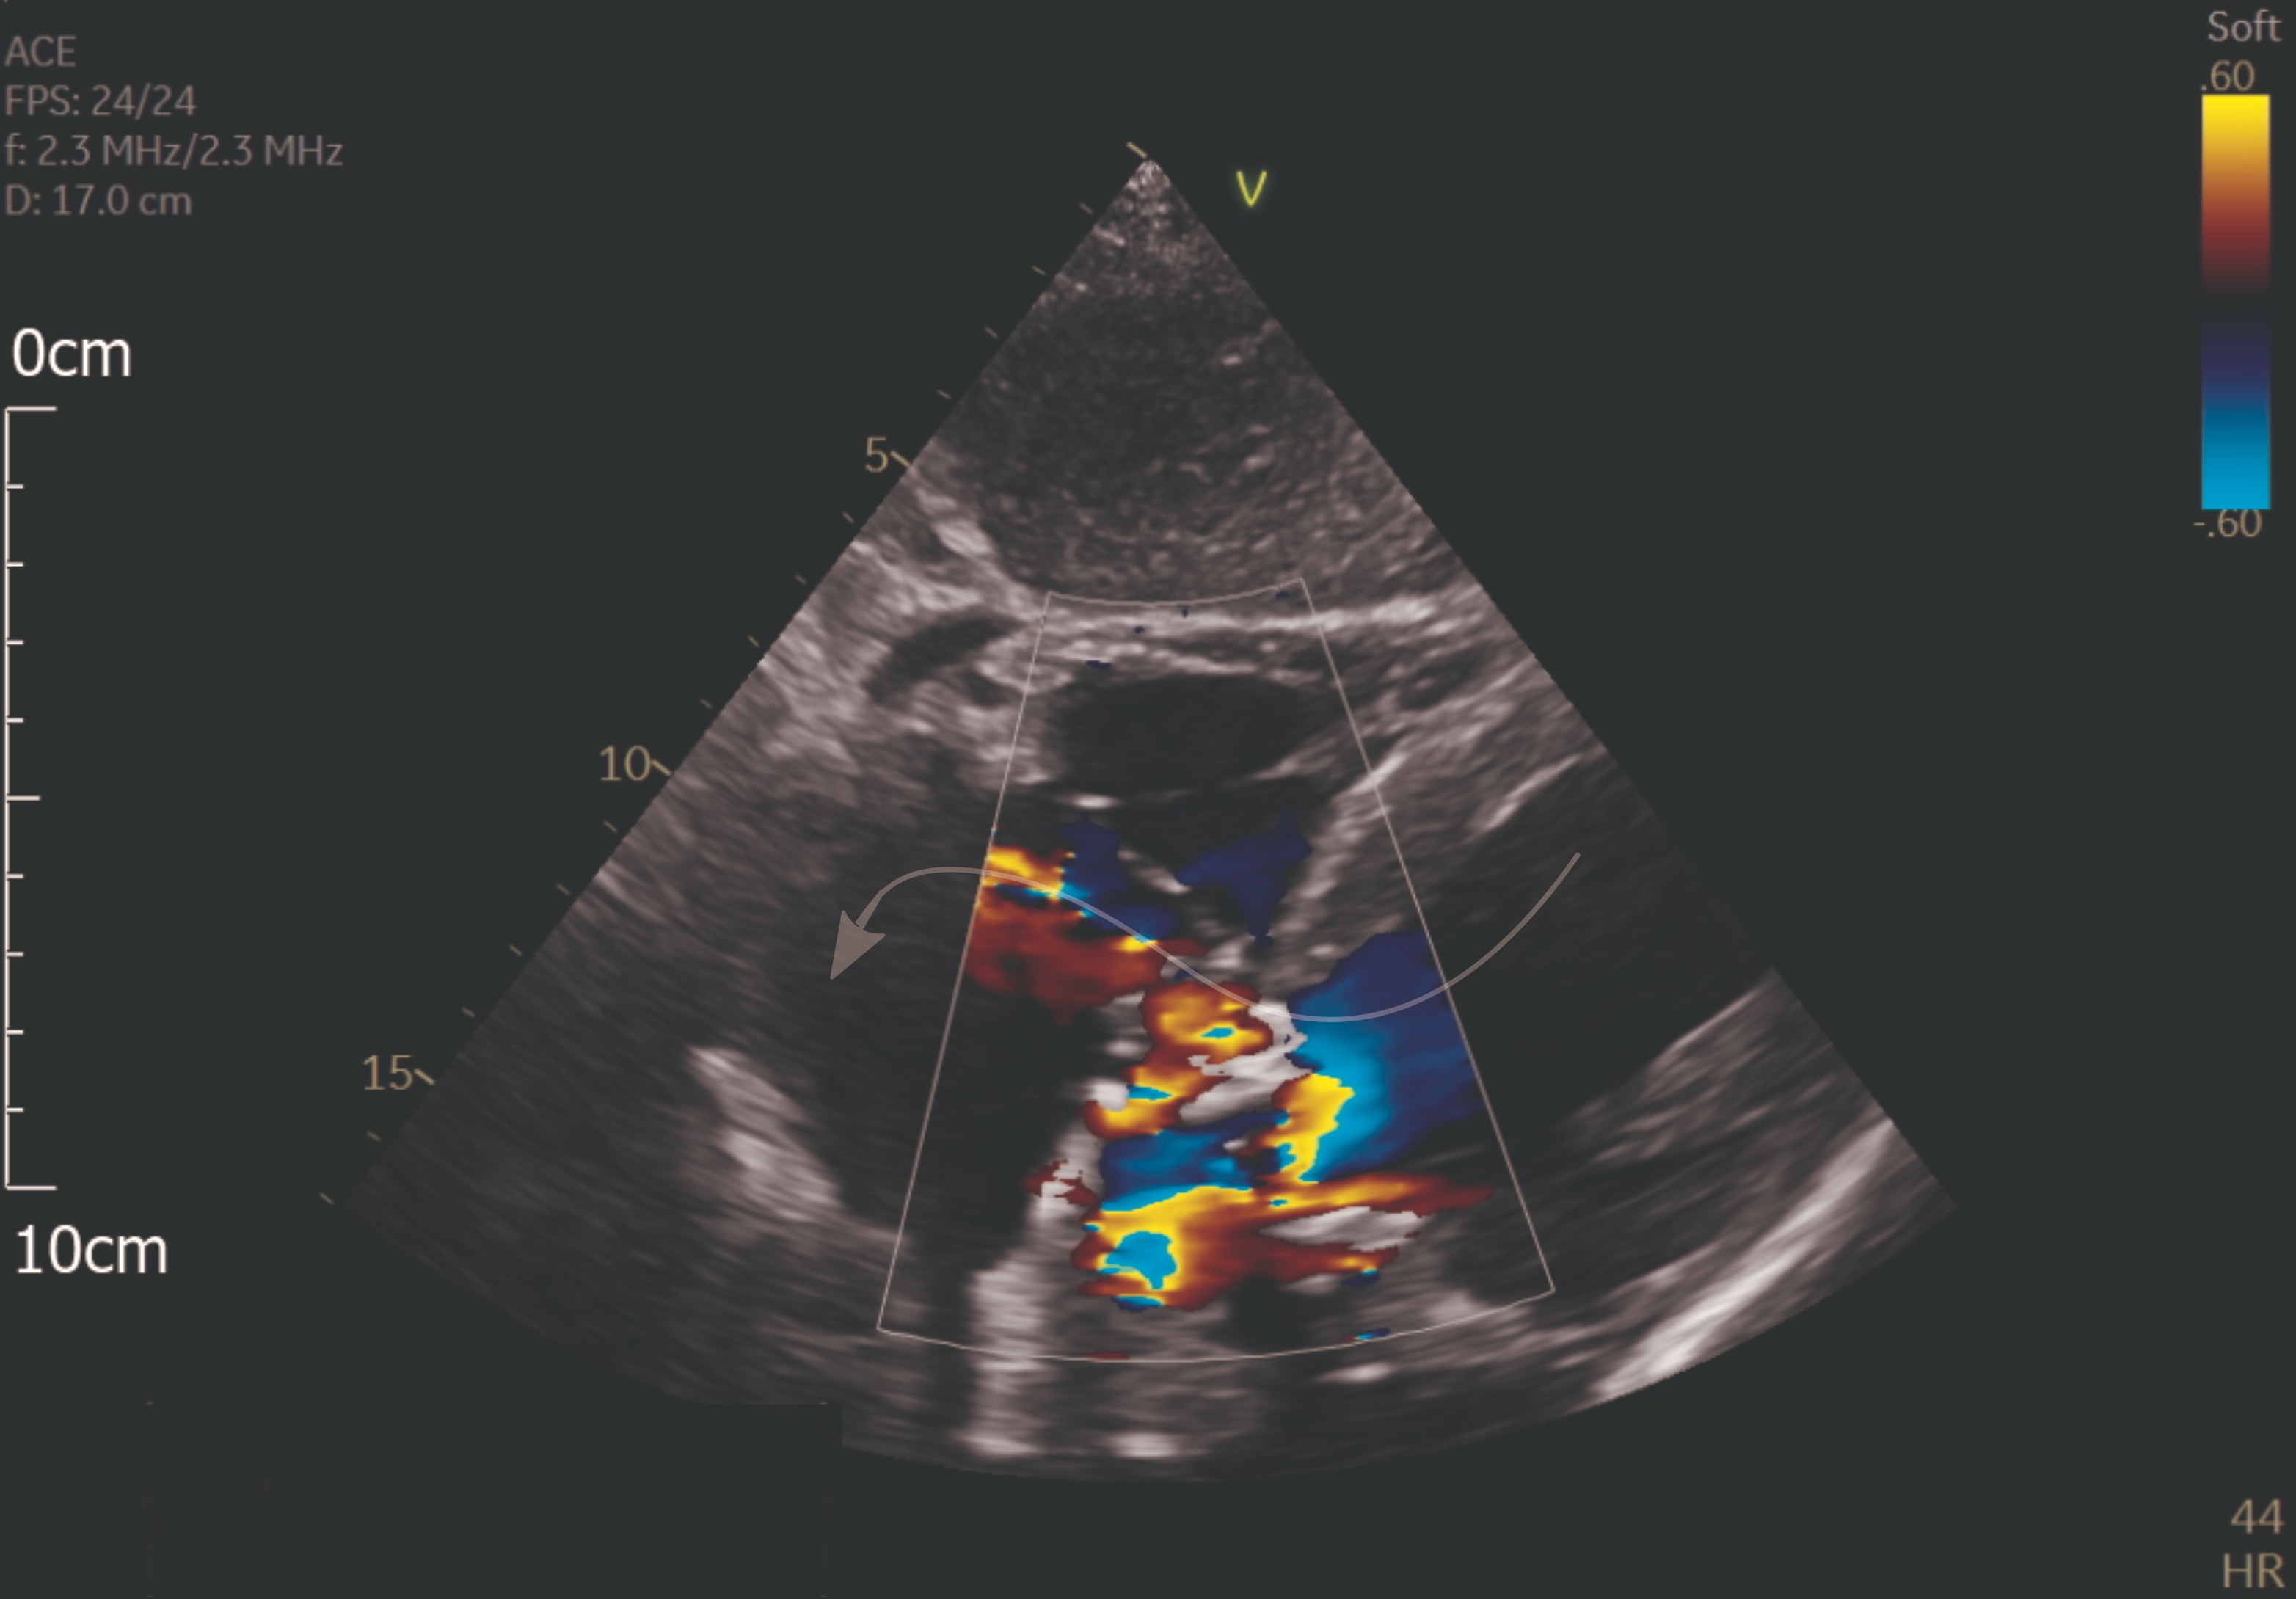 ACE
FPS: 24/24
f: 2.3 MHz/2.3 MHz
D: 17.0 cm
0cm
10cm
V
5
10
15
Soft
.60
-.60
44
HR